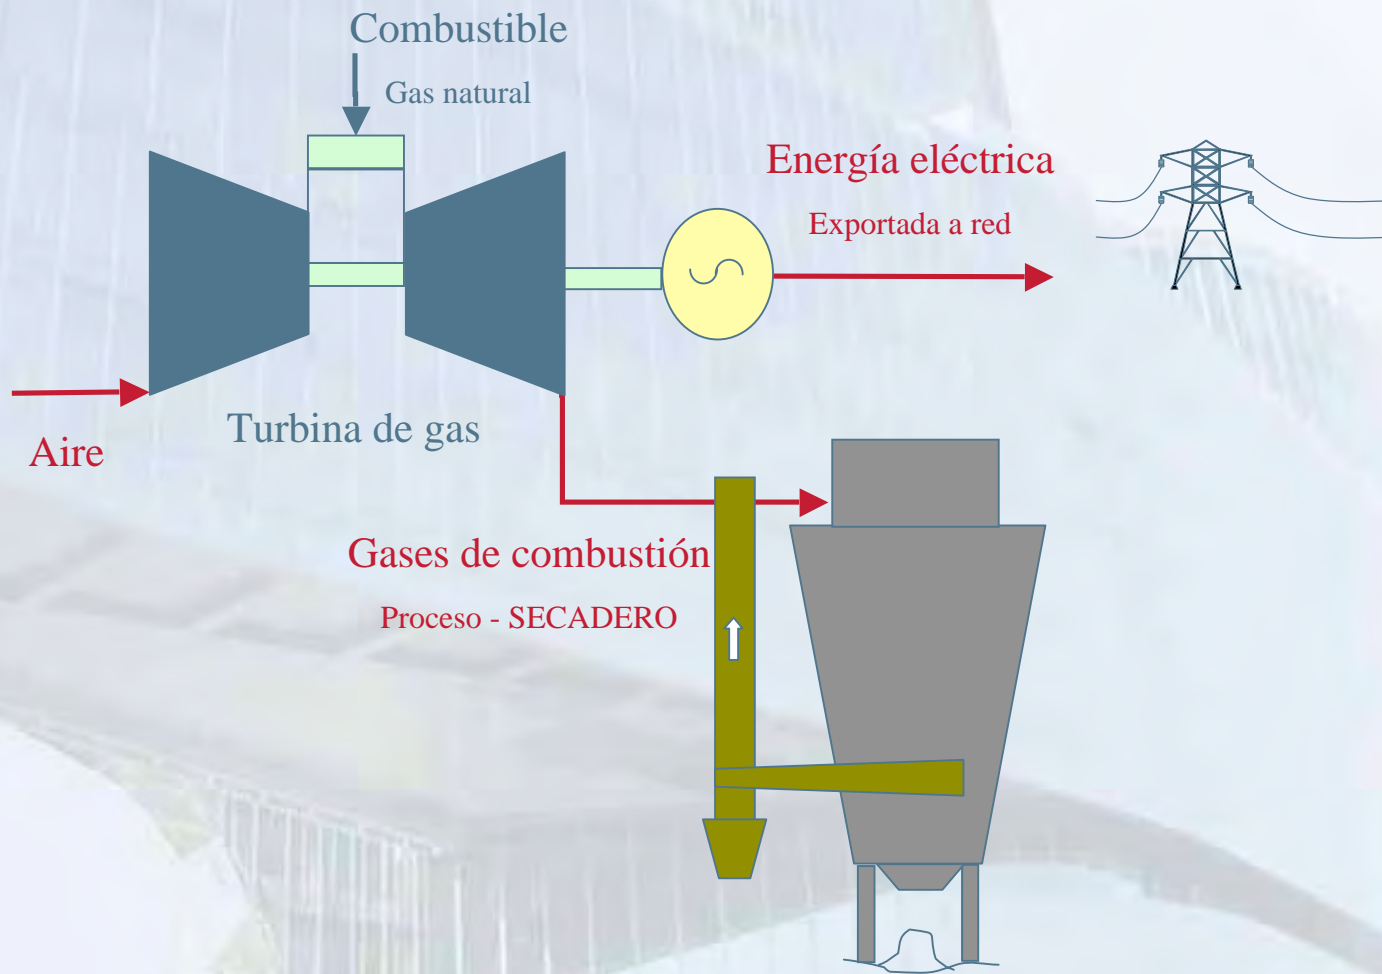 Combustible
Gas natural
Energía eléctrica
Exportada a red
Aire
Turbina de gas
Gases de combustión
Proceso - SECADERO